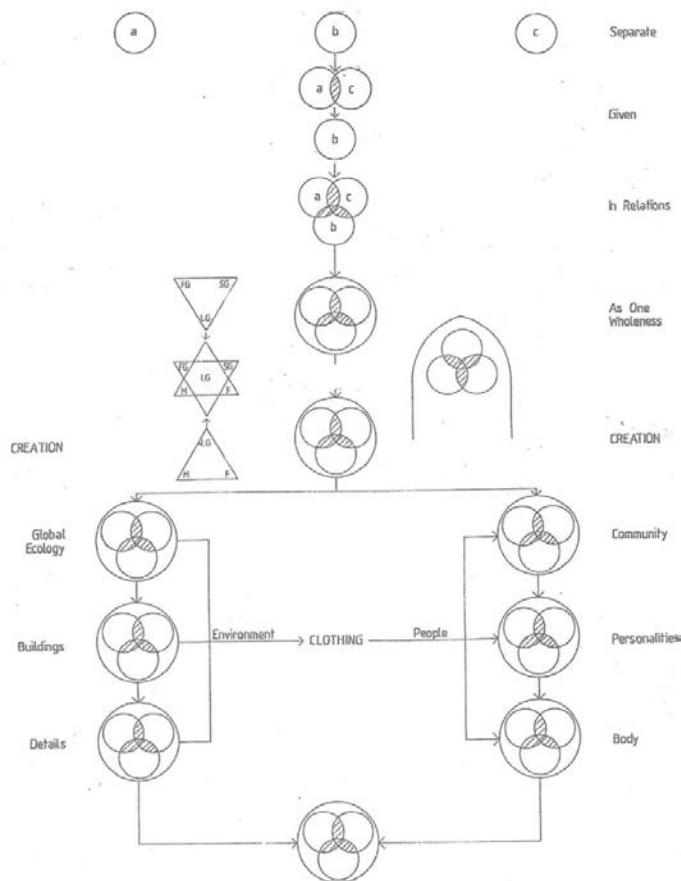 a b c Separate
a c
Given
b
a c
In Relations
b
FG SG
LG
As One
Wholeness
FG SG
LG
M F
CREATION
LG
CREATION
M F
Global
Ecology
Community
Buildings
Environment
CLOTHING
People
Personalities
Details
Body